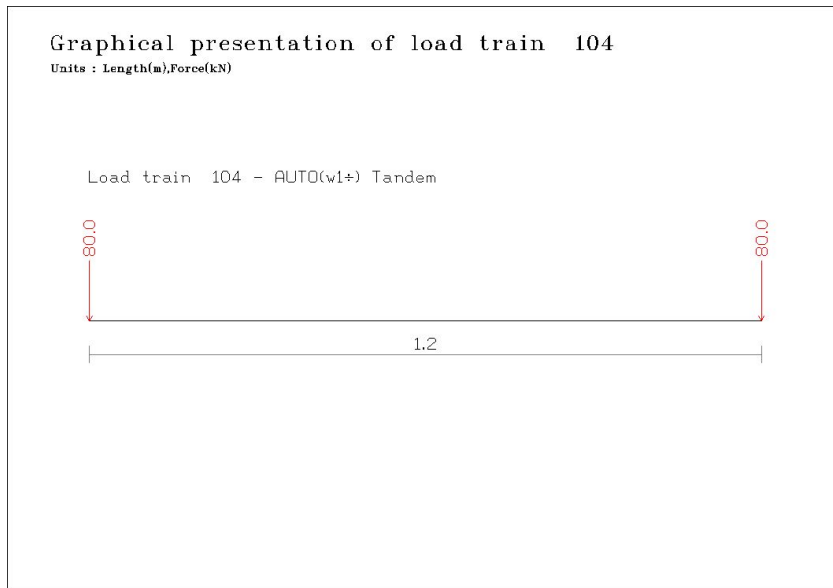 Graphical presentation of load train 104
Units : Length(m),Force(kN)
Load train 104 - AUTO(w1÷) Tandem
80.0
80.0
1.2